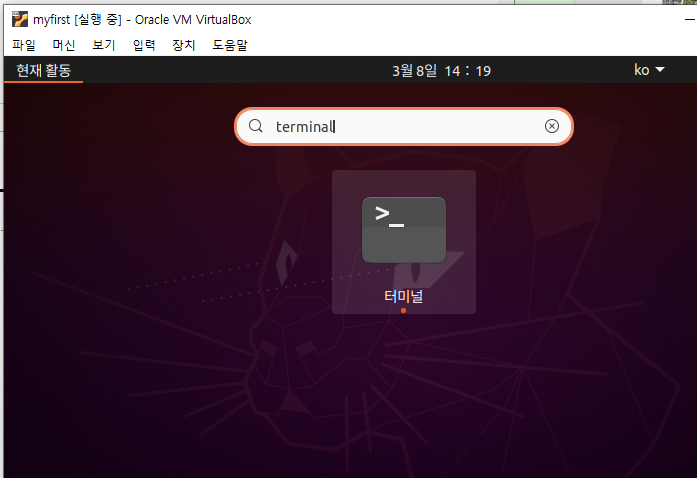 myfirst [실행 중] - Oracle VM VirtualBox
파일 머신 보기 입력 장치 도움말
현재 활동 3월 8일 14 : 19 ko
terminal
>_
터미널